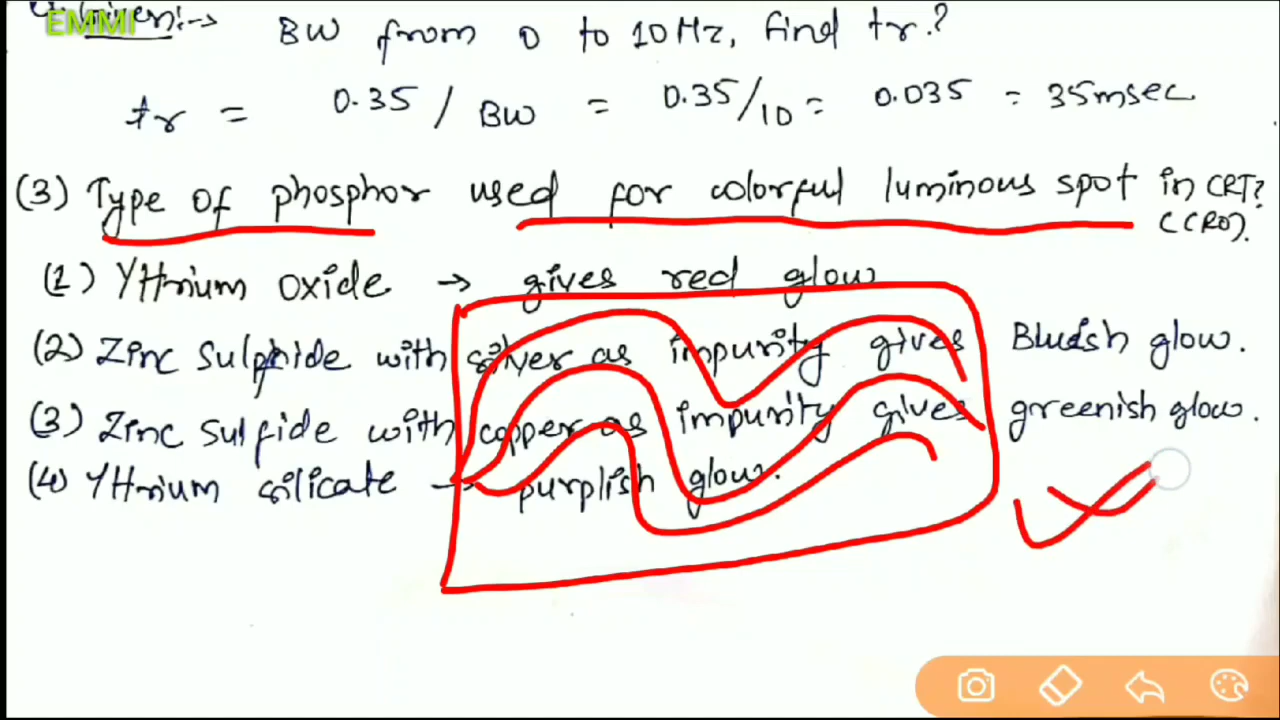 EMMI
BW from 0 to 10Hz, find tr?
tr = 0.35 / BW = 0.35/10 = 0.035 = 35msec
(3) Type of phosphor used for colorful luminous spot in CRT?
(CRO).
(1) Yttrium oxide → gives red glow
(2) Zinc sulphide with silver as impurity gives Bluish glow.
(3) Zinc sulfide with copper as impurity gives greenish glow.
(4) Yttrium silicate → purplish glow.